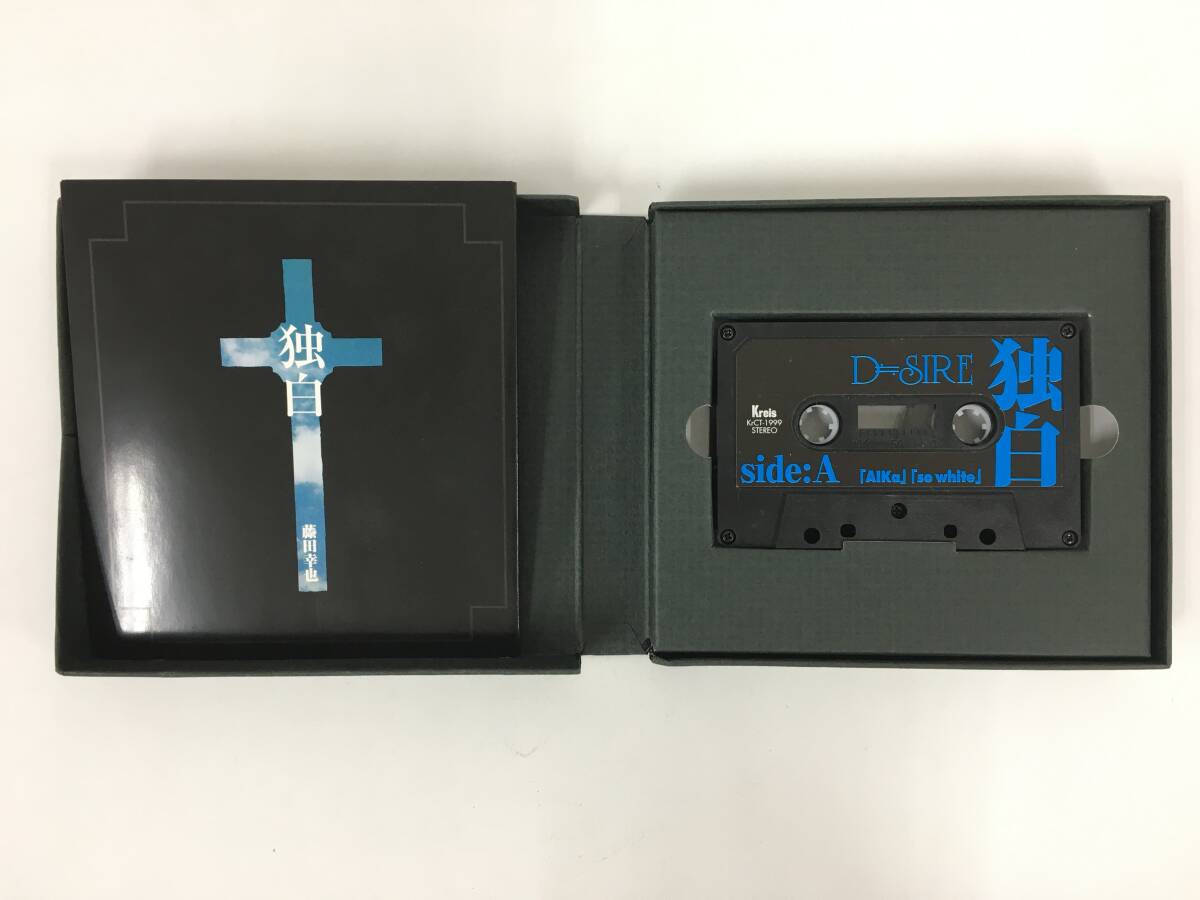 独白
藤田幸也
D≒SIRE
独白
Kreis
KrCT-1999
STEREO
side:A
『AIKa』『so white』